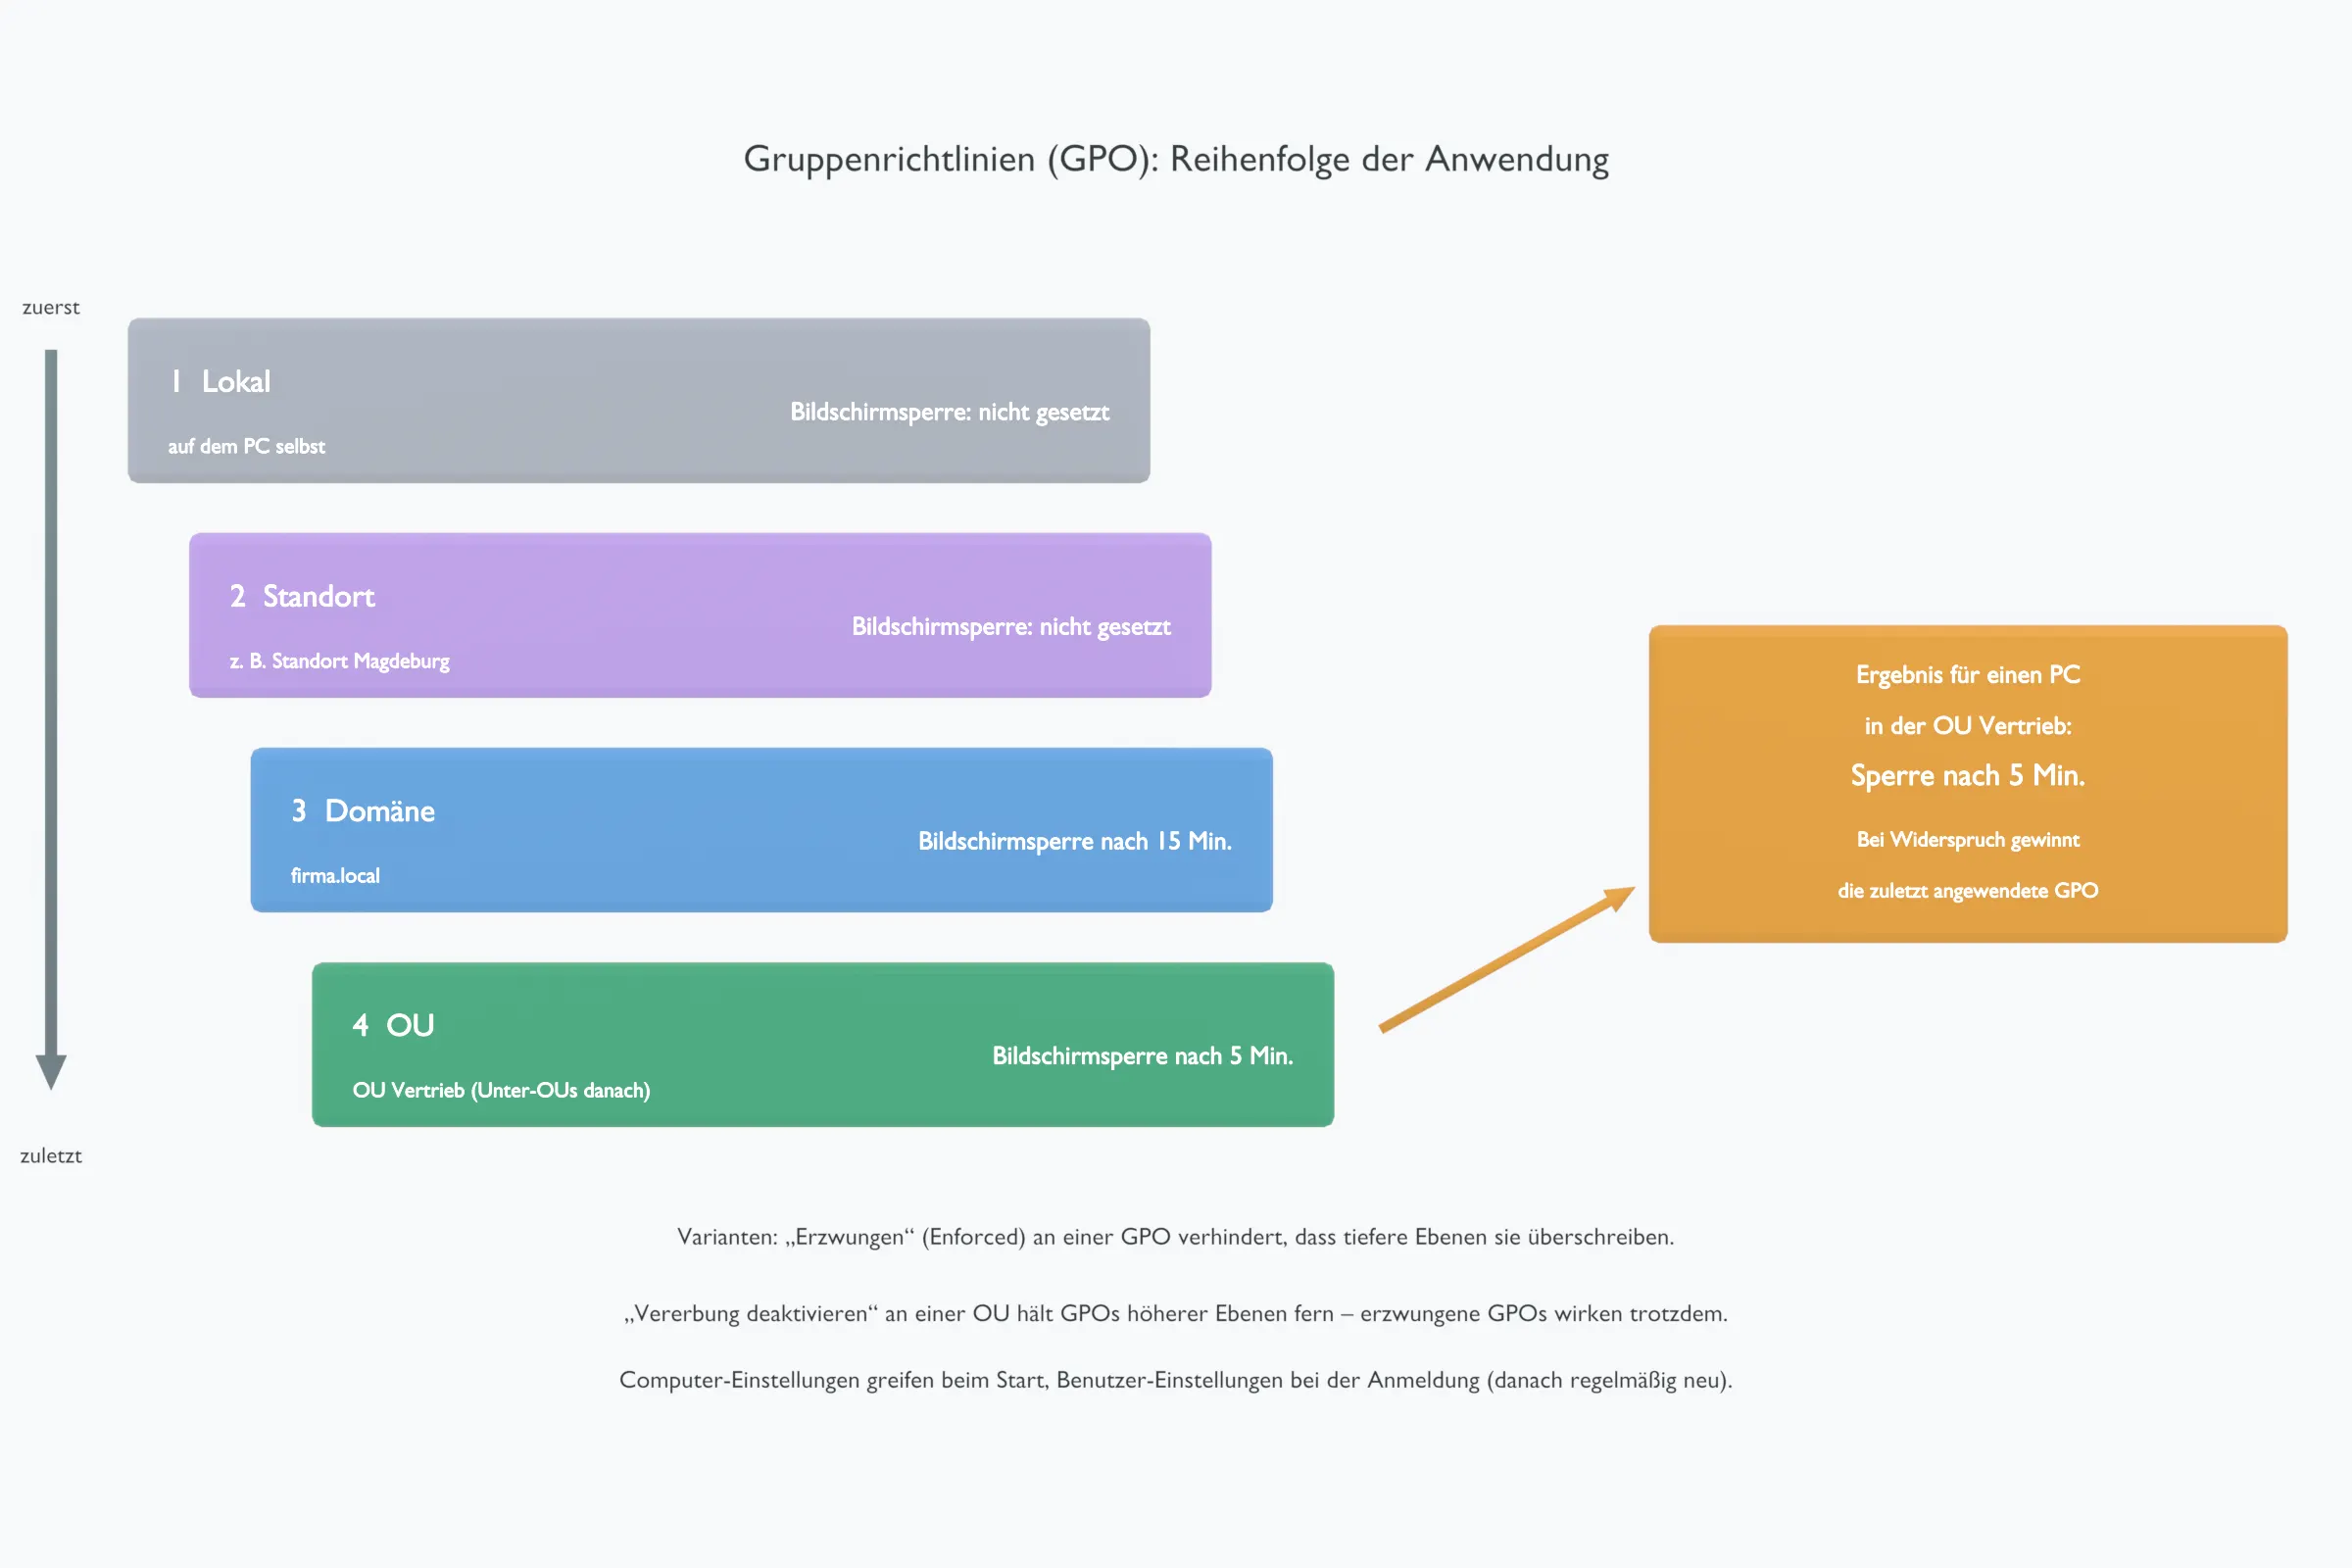 Gruppenrichtlinien (GPO): Reihenfolge der Anwendung
zuerst
1 Lokal
Bildschirmsperre: nicht gesetzt
auf dem PC selbst
2 Standort
Bildschirmsperre: nicht gesetzt
z. B. Standort Magdeburg
3 Domäne
Bildschirmsperre nach 15 Min.
firma.local
4 OU
Bildschirmsperre nach 5 Min.
OU Vertrieb (Unter-OUs danach)
zuletzt
Ergebnis für einen PC
in der OU Vertrieb:
Sperre nach 5 Min.
Bei Widerspruch gewinnt
die zuletzt angewendete GPO
Varianten: „Erzwungen“ (Enforced) an einer GPO verhindert, dass tiefere Ebenen sie überschreiben.
„Vererbung deaktivieren“ an einer OU hält GPOs höherer Ebenen fern – erzwungene GPOs wirken trotzdem.
Computer-Einstellungen greifen beim Start, Benutzer-Einstellungen bei der Anmeldung (danach regelmäßig neu).